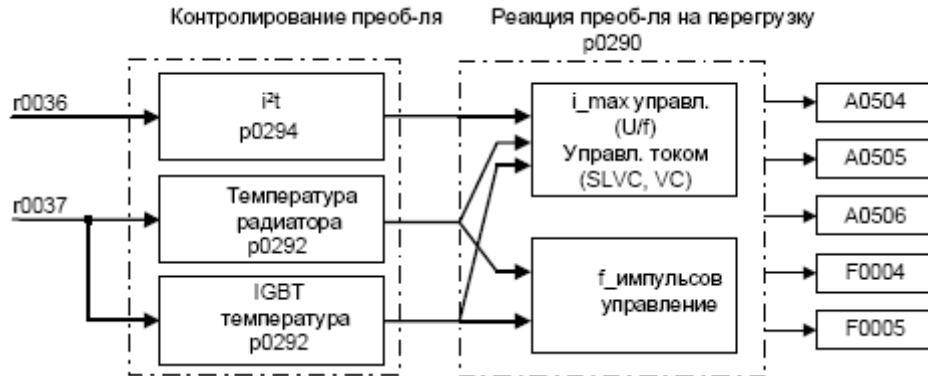 Контролирование преоб-ля
Реакция преоб-ля на перегрузку
p0290
r0036
i²t
p0294
r0037
Температура
радиатора
p0292
IGBT
температура
p0292
i_max управл.
(U/f)
Управл. током
(SLVC, VC)
f_импульсов
управление
A0504
A0505
A0506
F0004
F0005